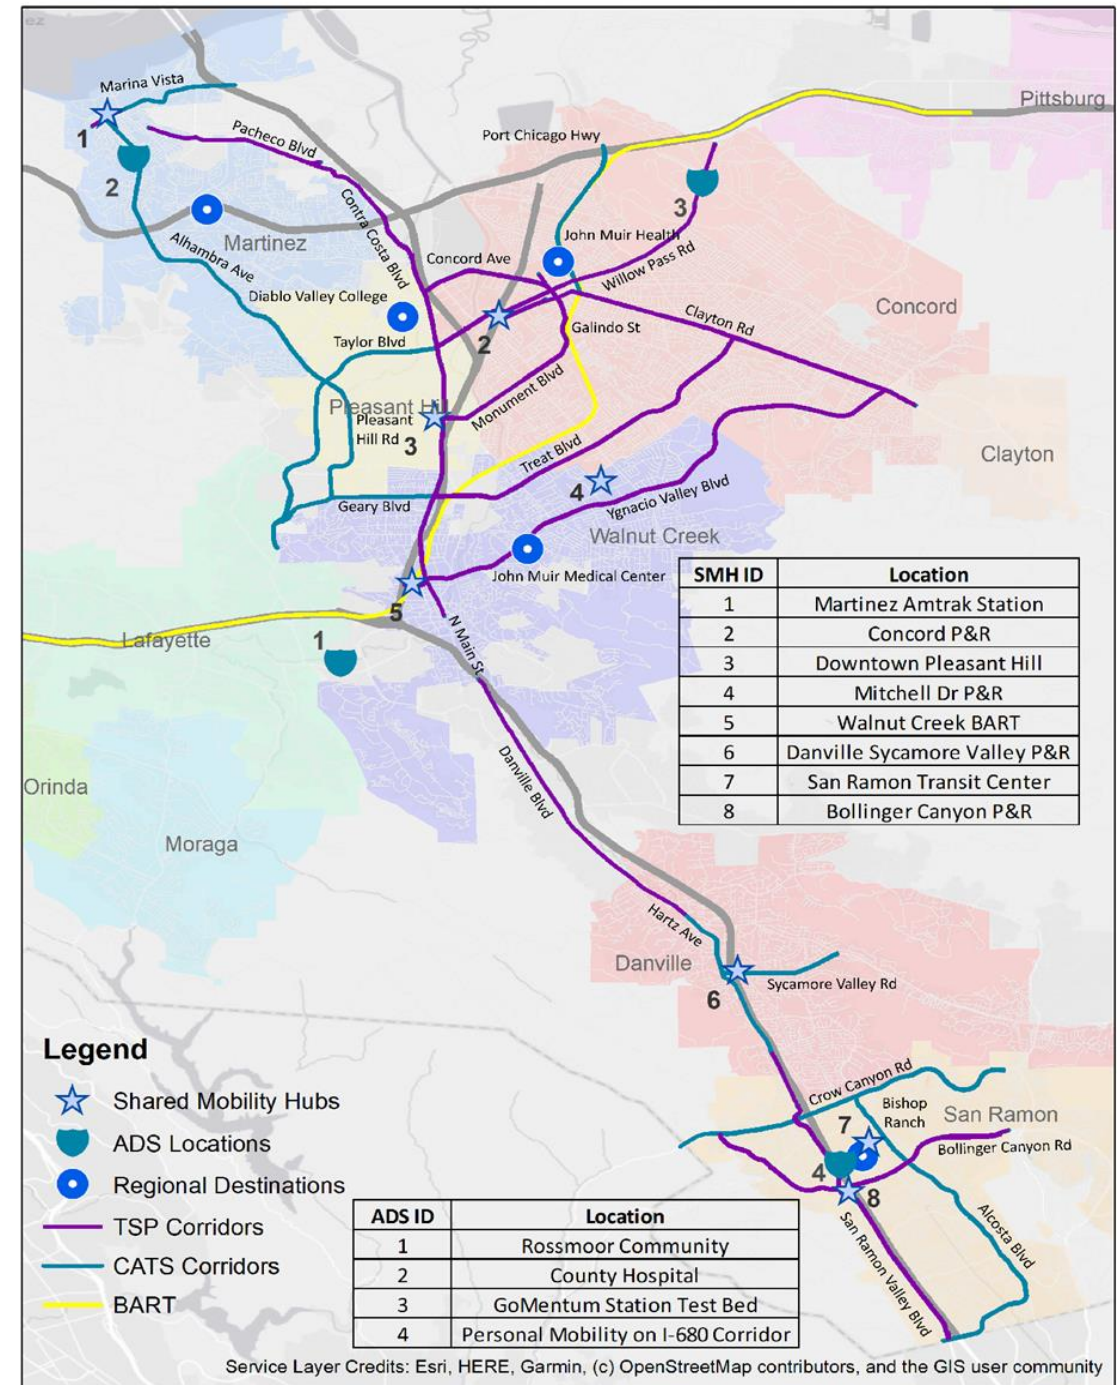 ez
Marina Vista
Pittsburg
1
Pacheco Blvd
Port Chicago Hwy
2
3
Contra Costa Blvd
John Muir Health
Martinez
Willow Pass Rd
Alhambra Ave
Concord Ave
Diablo Valley College
Concord
Clayton Rd
Galindo St
Taylor Blvd
2
Monument Blvd
Pleasant Hill
Pleasant
Hill Rd
3
Treat Blvd
Clayton
4
Ygnacio Valley Blvd
Geary Blvd
Walnut Creek
John Muir Medical Center
5
N Main St
Lafayette
1
SMH ID Location
1 Martinez Amtrak Station
2 Concord P&R
3 Downtown Pleasant Hill
4 Mitchell Dr P&R
5 Walnut Creek BART
6 Danville Sycamore Valley P&R
7 San Ramon Transit Center
8 Bollinger Canyon P&R
Orinda
Danville Blvd
Moraga
Hartz Ave
Danville
6
Sycamore Valley Rd
Crow Canyon Rd
Bishop
Ranch
7
San Ramon
Bollinger Canyon Rd
4
8
San Ramon Valley Blvd
Alcosta Blvd
Legend
Shared Mobility Hubs
ADS Locations
Regional Destinations
TSP Corridors
CATS Corridors
BART
ADS ID Location
1 Rossmoor Community
2 County Hospital
3 GoMentum Station Test Bed
4 Personal Mobility on I-680 Corridor
Service Layer Credits: Esri, HERE, Garmin, (c) OpenStreetMap contributors, and the GIS user community